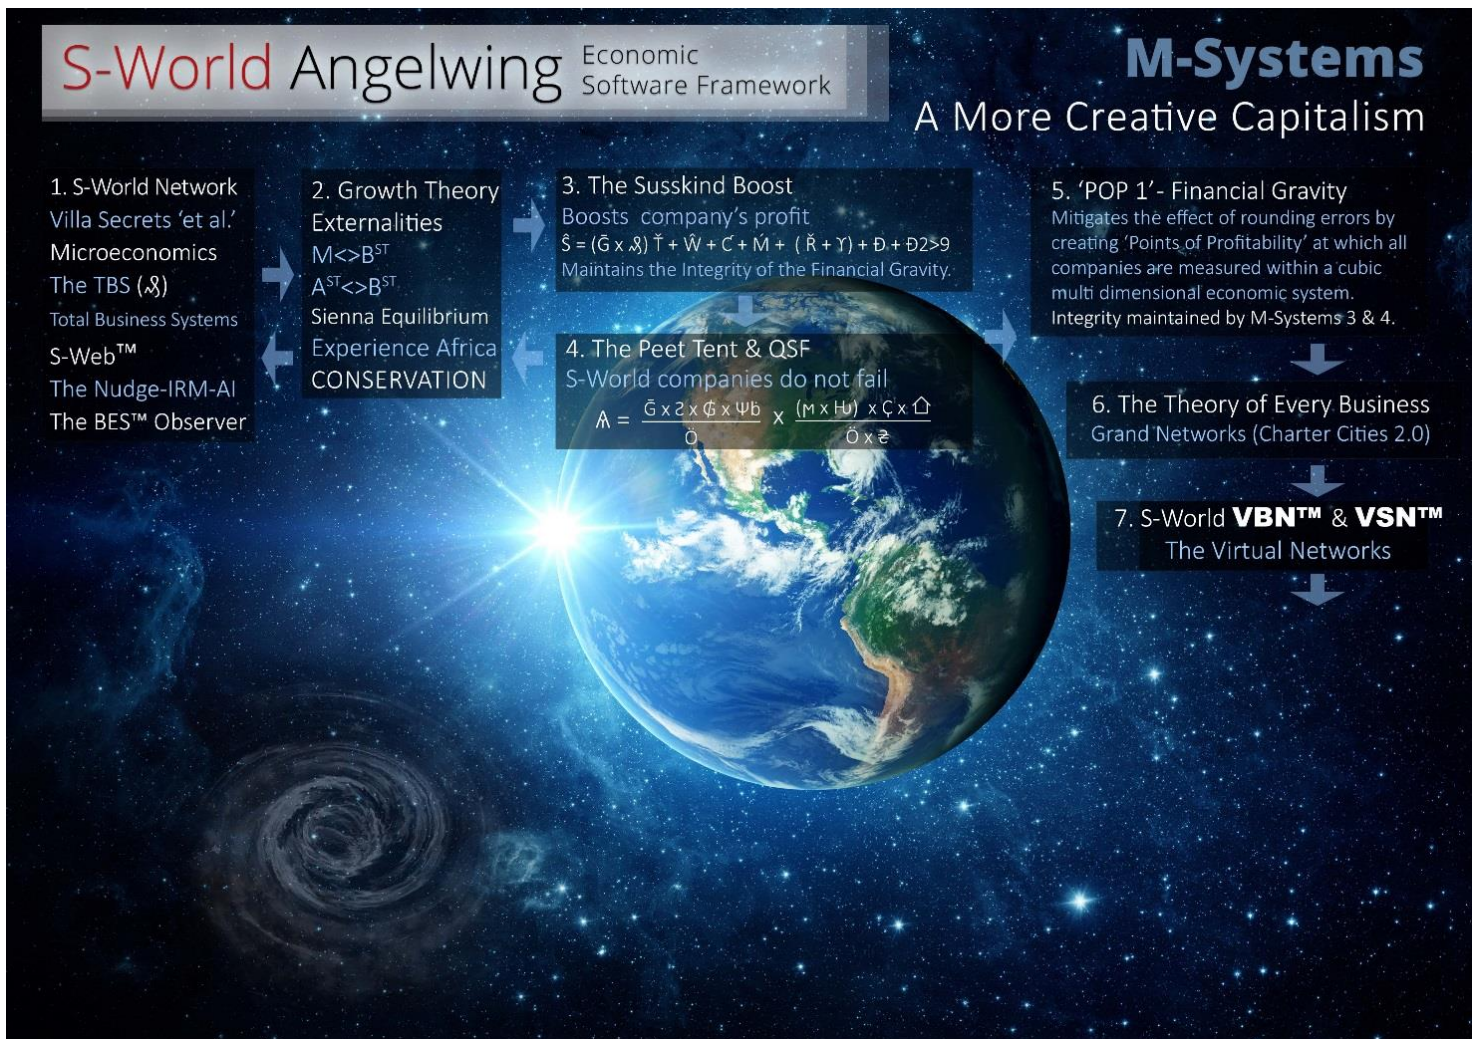 S-World Angelwing Economic
Software Framework
M-Systems
A More Creative Capitalism
1. S-World Network
Villa Secrets ‘et al.’
Microeconomics
The TBS (ࡍ)
Total Business Systems
S-Web™
The Nudge-IRM-AI
The BES™ Observer
2. Growth Theory
Externalities
M<>Bˢᵀ
Aˢᵀ<>Bˢᵀ
Sienna Equilibrium
Experience Africa
CONSERVATION
3. The Susskind Boost
Boosts company’s profit
Maintains the Integrity of the Financial Gravity.
4. The Peet Tent & QSF
S-World companies do not fail
5. ‘POP 1’- Financial Gravity
Mitigates the effect of rounding errors by
creating ‘Points of Profitability’ at which all
companies are measured within a cubic
multi dimensional economic system.
Integrity maintained by M-Systems 3 & 4.
6. The Theory of Every Business
Grand Networks (Charter Cities 2.0)
7. S-World VBN™ & VSN™
The Virtual Networks